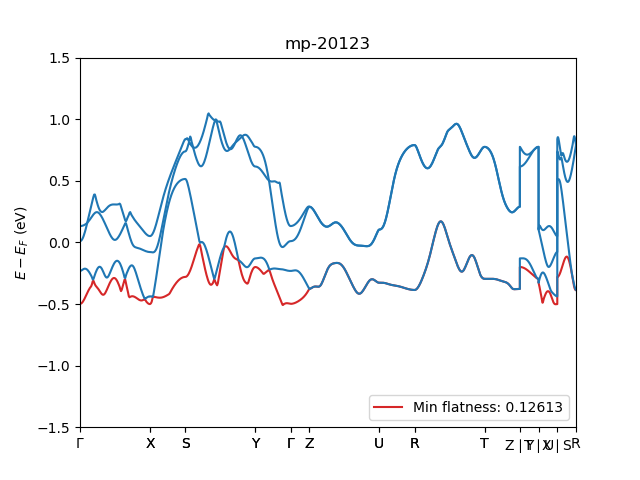 mp-20123
E − E_F (eV)
1.5
1.0
0.5
0.0
−0.5
−1.0
−1.5
Min flatness: 0.12613
Γ X S Y Γ Z U R T Z | T Y | X U | S R